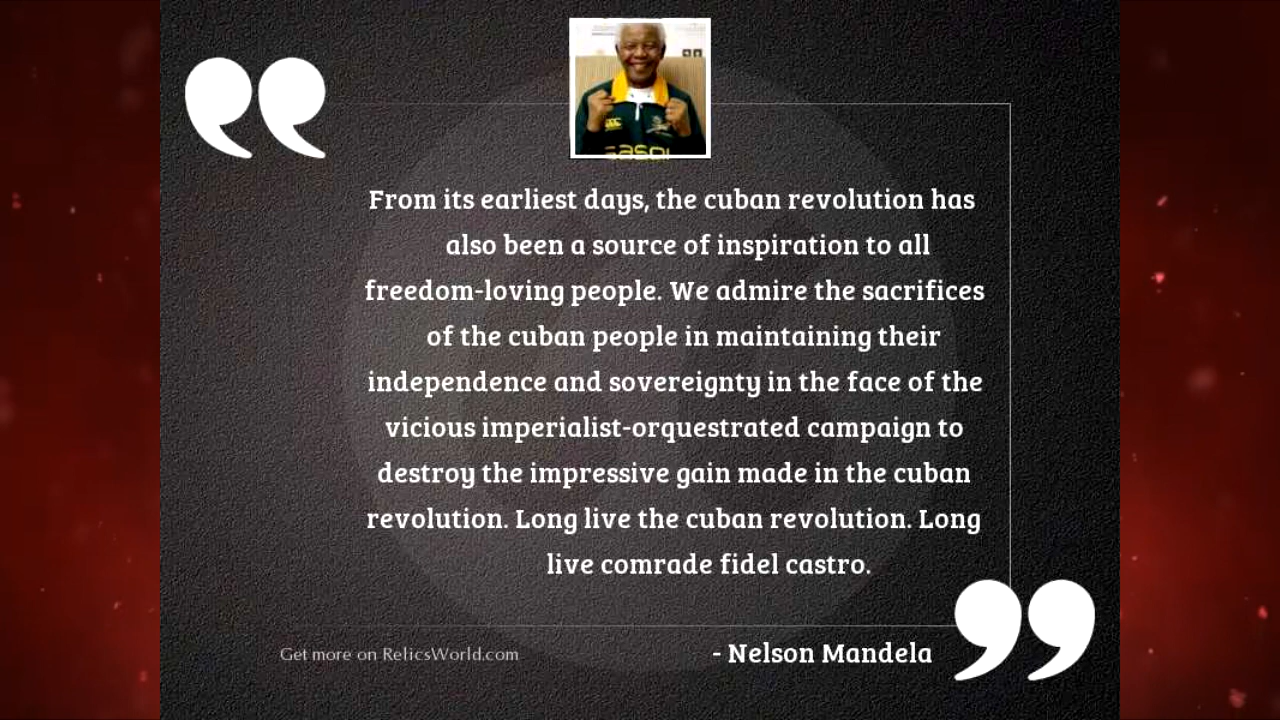 From its earliest days, the cuban revolution has
also been a source of inspiration to all
freedom-loving people. We admire the sacrifices
of the cuban people in maintaining their
independence and sovereignty in the face of the
vicious imperialist-orquestrated campaign to
destroy the impressive gain made in the cuban
revolution. Long live the cuban revolution. Long
live comrade fidel castro.
Get more on RelicsWorld.com
- Nelson Mandela